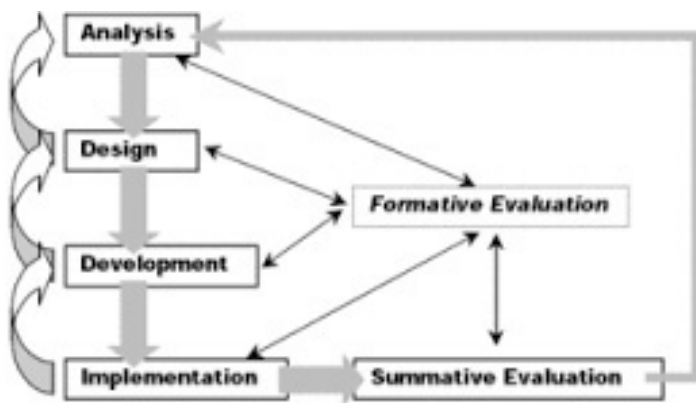 Analysis
Design
Formative Evaluation
Development
Implementation
Summative Evaluation